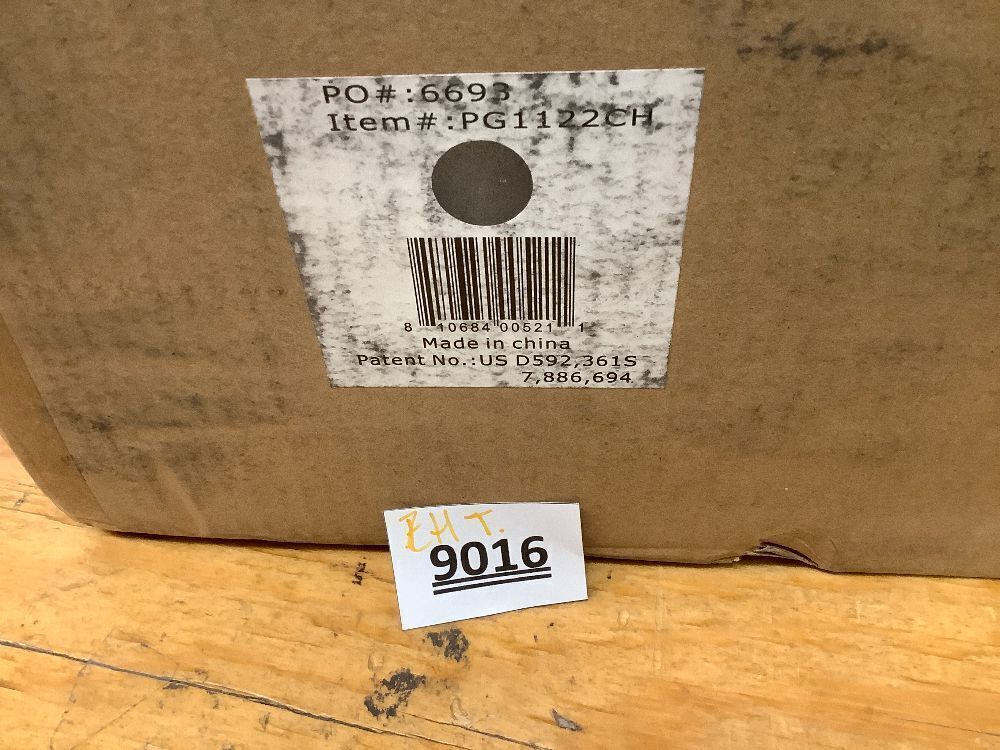 PO#:6693
Item#:PG1122CH
8 10684 00521 1
Made in china
Patent No.:US D592,361S
7,886,694
EHT.
9016